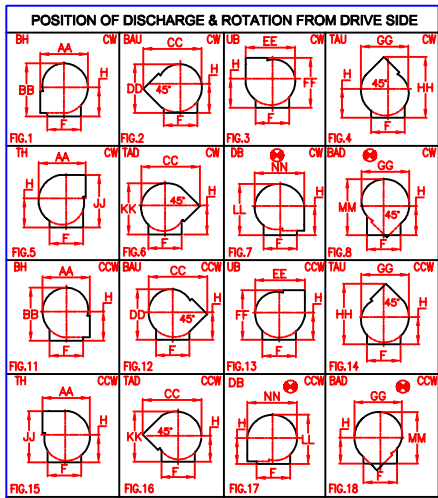 POSITION OF DISCHARGE & ROTATION FROM DRIVE SIDE
BH CW AA BB H F FIG.1
BAU CW CC DD 45° H F FIG.2
UB CW EE FF H F FIG.3
TAU CW GG H HH 45° F FIG.4
TH CW AA H JJ F FIG.5
TAD CW CC KK 45° H F FIG.6
DB CW NN LL H F FIG.7
BAD CW GG MM H 45° F FIG.8
BH CCW AA BB H F FIG.11
BAU CCW CC DD 45° H F FIG.12
UB CCW EE FF H F FIG.13
TAU CCW GG HH H 45° F FIG.14
TH CCW AA JJ H F FIG.15
TAD CCW CC KK 45° H F FIG.16
DB CCW NN H LL F FIG.17
BAD CCW GG H MM 45° F FIG.18